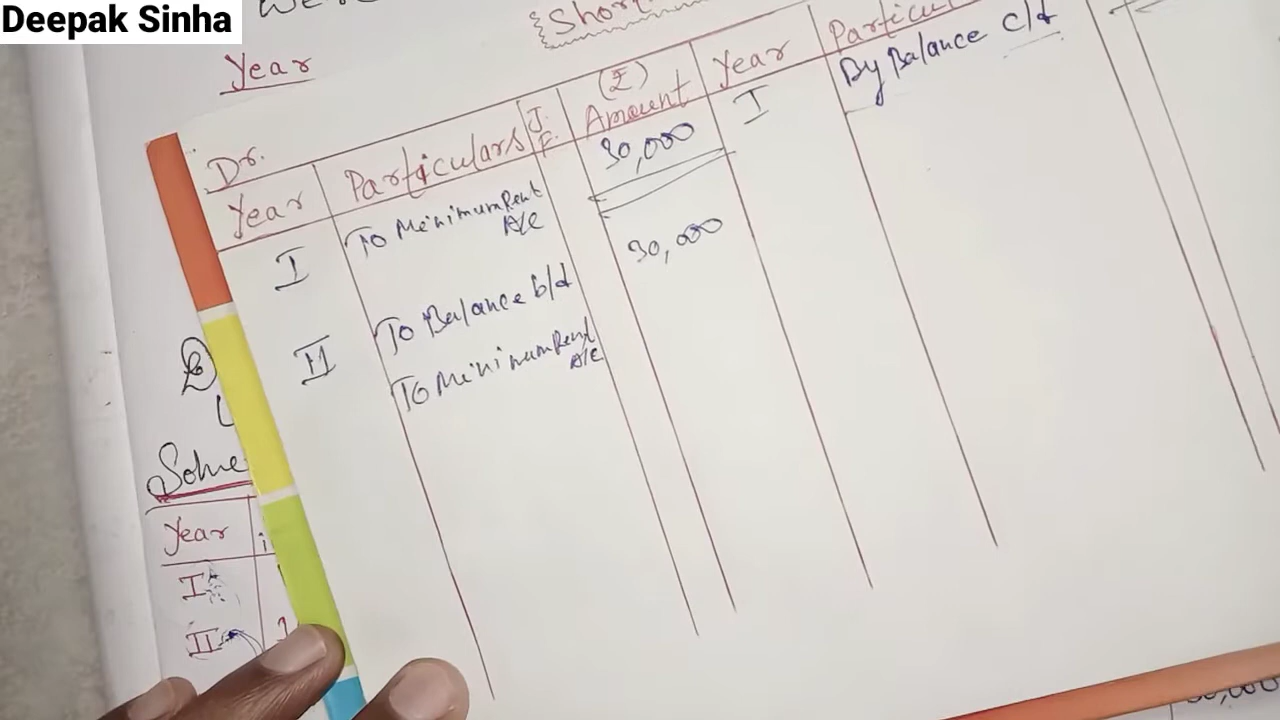 Deepak Sinha
Year
Short
Dr.
Year Particulars J.F. (₹) Amount Year Particul
I To Minimum Rent A/c 30,000 I By Balance c/d
II To Balance b/d 30,000
To Minimum Rent A/c
Year
I
II